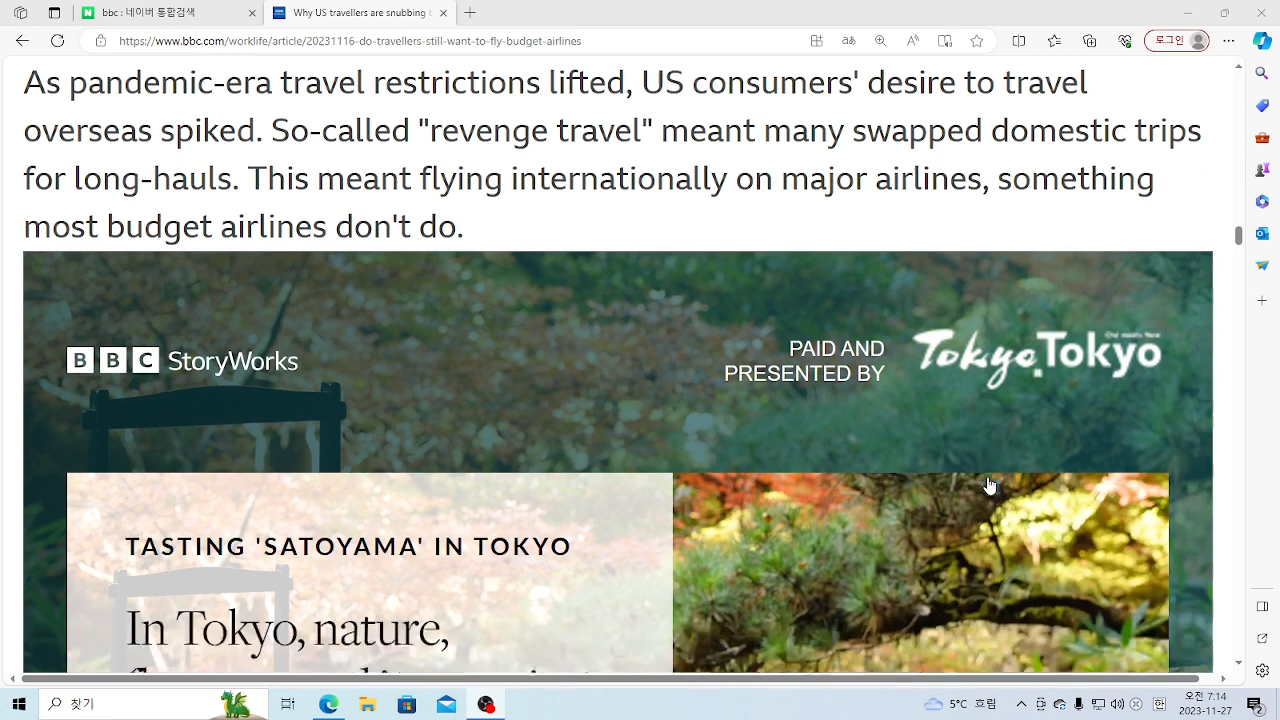 bbc : 네이버 통합검색
Why US travellers are snubbing b
https://www.bbc.com/worklife/article/20231116-do-travellers-still-want-to-fly-budget-airlines
로그인
As pandemic-era travel restrictions lifted, US consumers' desire to travel
overseas spiked. So-called "revenge travel" meant many swapped domestic trips
for long-hauls. This meant flying internationally on major airlines, something
most budget airlines don't do.
BBC StoryWorks
PAID AND
PRESENTED BY
Tokyo Tokyo
TASTING 'SATOYAMA' IN TOKYO
In Tokyo, nature,
찾기
5°C 흐림
오전 7:14
2023-11-27
2